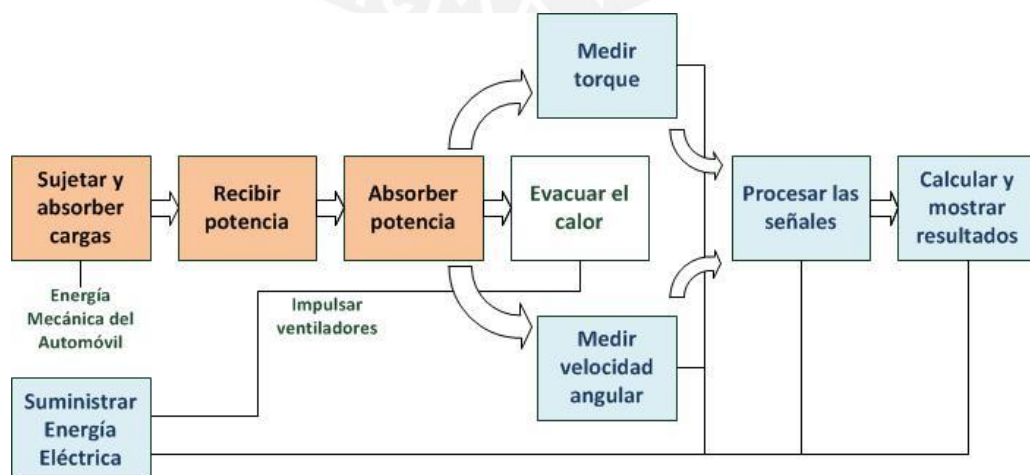 Medir
torque
Sujetar y
absorber
cargas
Recibir
potencia
Absorber
potencia
Evacuar el
calor
Procesar las
señales
Calcular y
mostrar
resultados
Energía
Mecánica del
Automóvil
Impulsar
ventiladores
Medir
velocidad
angular
Suministrar
Energía
Eléctrica